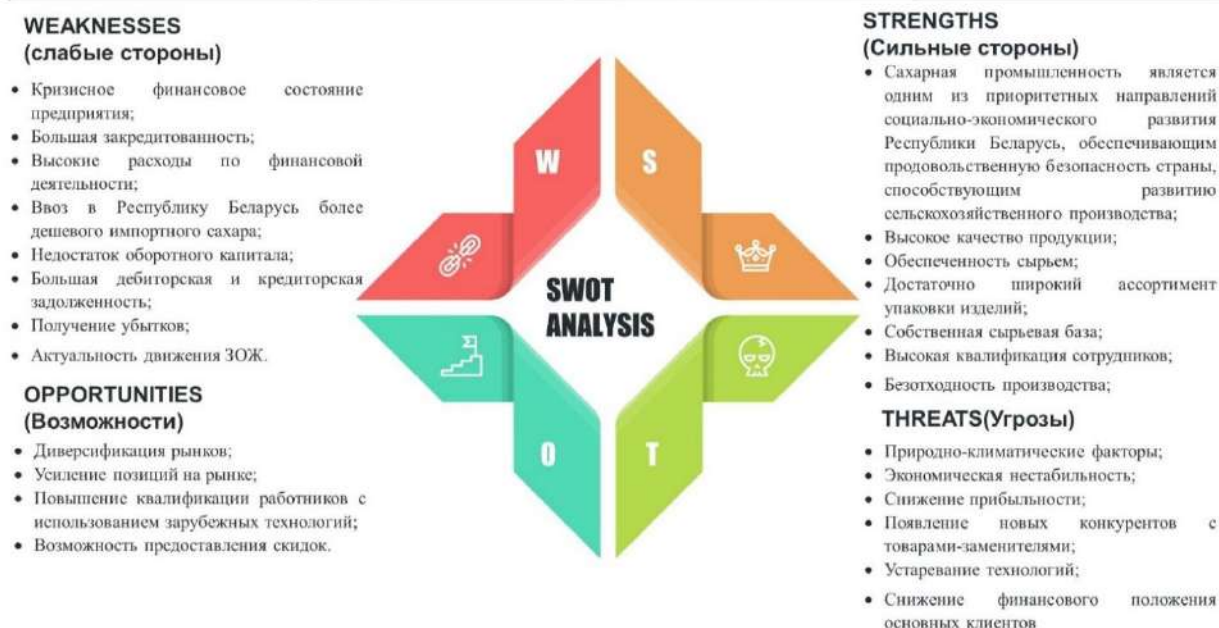 WEAKNESSES
(слабые стороны)
• Кризисное финансовое состояние
предприятия;
• Большая закредитованность;
• Высокие расходы по финансовой
деятельности;
• Ввоз в Республику Беларусь более
дешевого импортного сахара;
• Недостаток оборотного капитала;
• Большая дебиторская и кредиторская
задолженность;
• Получение убытков;
• Актуальность движения ЗОЖ.
OPPORTUNITIES
(Возможности)
• Диверсификация рынков;
• Усиление позиций на рынке;
• Повышение квалификации работников с
использованием зарубежных технологий;
• Возможность предоставления скидок.
W
S
SWOT
ANALYSIS
O
T
STRENGTHS
(Сильные стороны)
• Сахарная промышленность является
одним из приоритетных направлений
социально-экономического развития
Республики Беларусь, обеспечивающим
продовольственную безопасность страны,
способствующим развитию
сельскохозяйственного производства;
• Высокое качество продукции;
• Обеспеченность сырьем;
• Достаточно широкий ассортимент
упаковки изделий;
• Собственная сырьевая база;
• Высокая квалификация сотрудников;
• Безотходность производства;
THREATS(Угрозы)
• Природно-климатические факторы;
• Экономическая нестабильность;
• Снижение прибыльности;
• Появление новых конкурентов с
товарами-заменителями;
• Устаревание технологий;
• Снижение финансового положения
основных клиентов